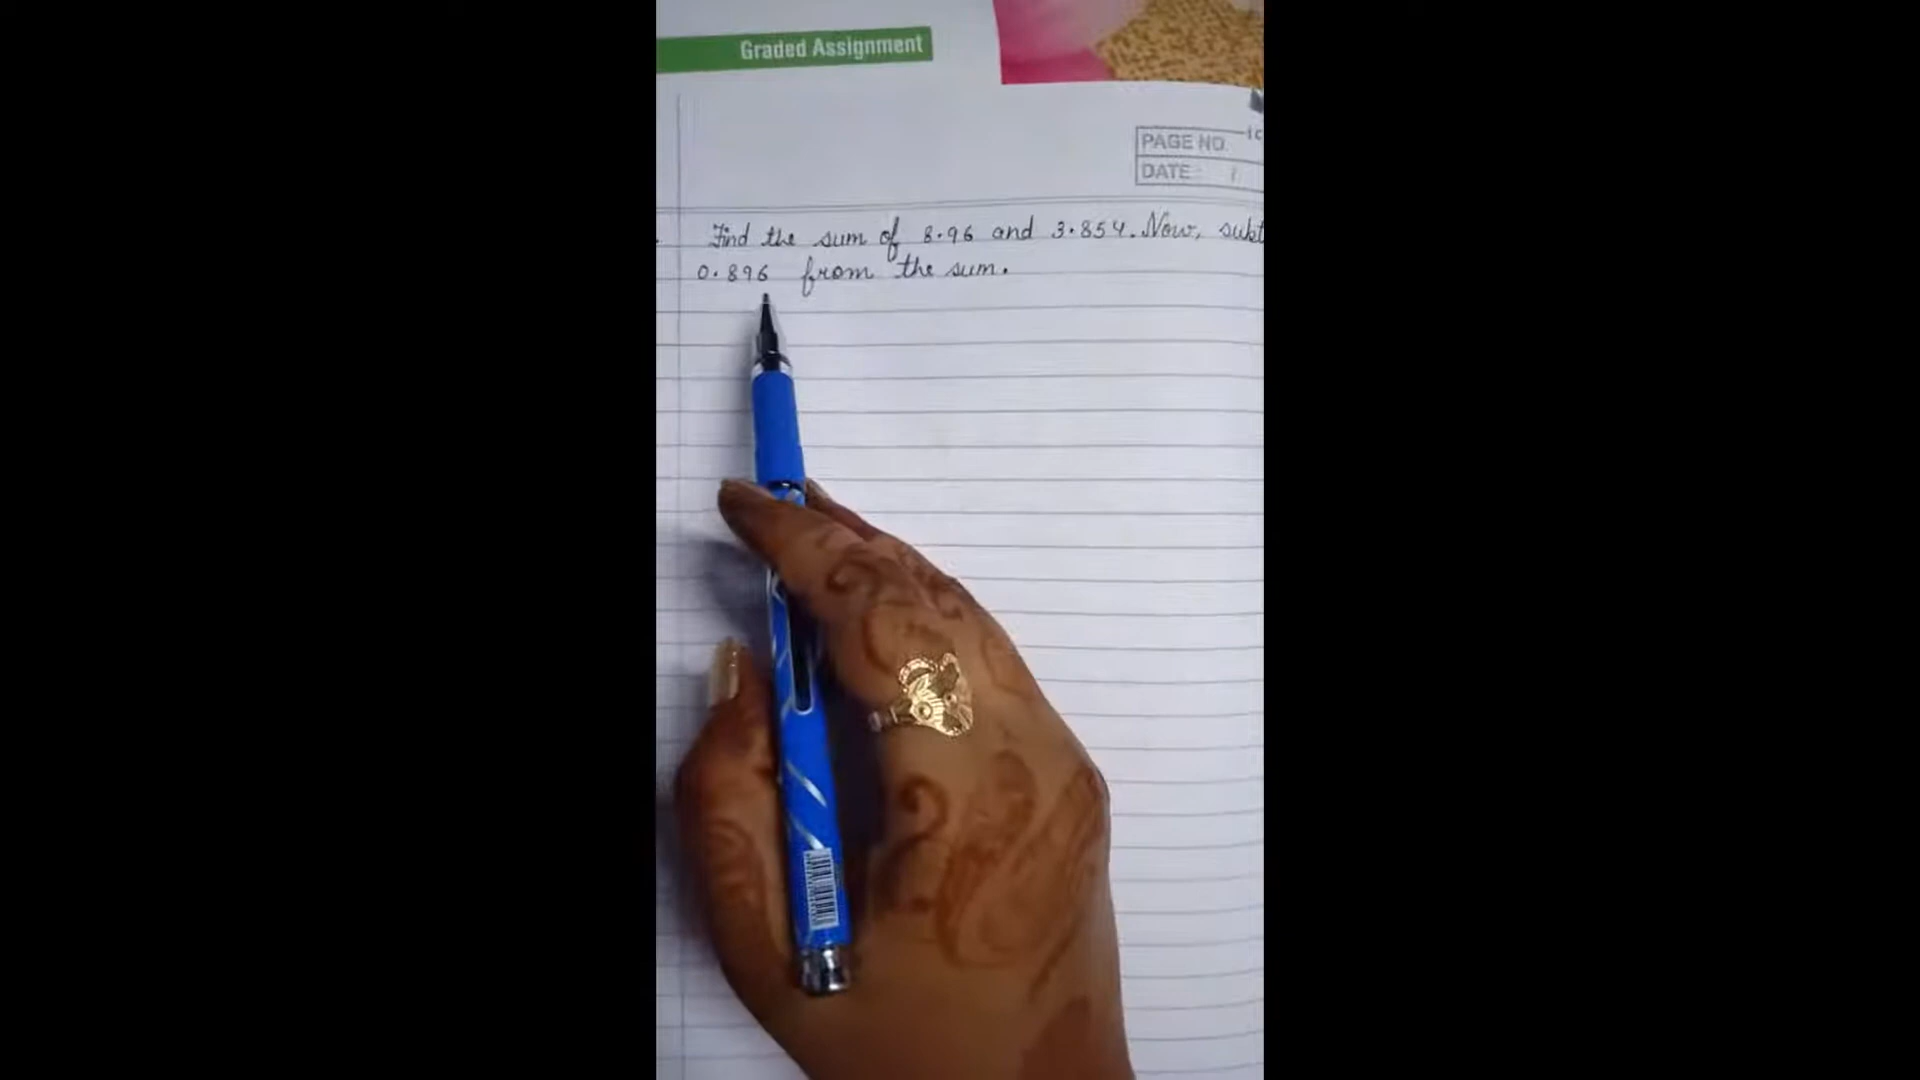 Graded Assignment
PAGE NO.
DATE :
Find the sum of 8.96 and 3.854. Now, subt
0.896 from the sum.